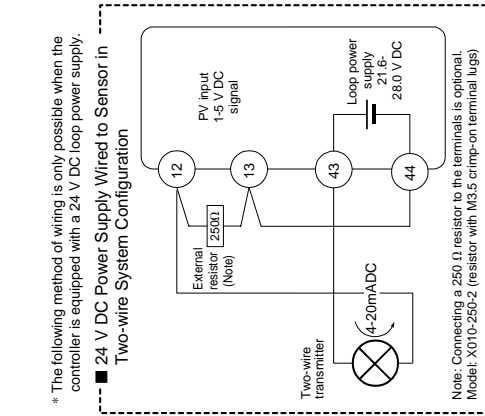 * The following method of wiring is only possible when the
controller is equipped with a 24 V DC loop power supply.
■ 24 V DC Power Supply Wired to Sensor in
Two-wire System Configuration
PV input
1-5 V DC
signal
Loop power
supply
21.6-
28.0 V DC
12
13
43
44
External
resistor
(Note)
250Ω
4-20mADC
Two-wire
transmitter
Note: Connecting a 250 Ω resistor to the terminals is optional.
Model: X010-250-2 (resistor with M3.5 crimp-on terminal lugs)